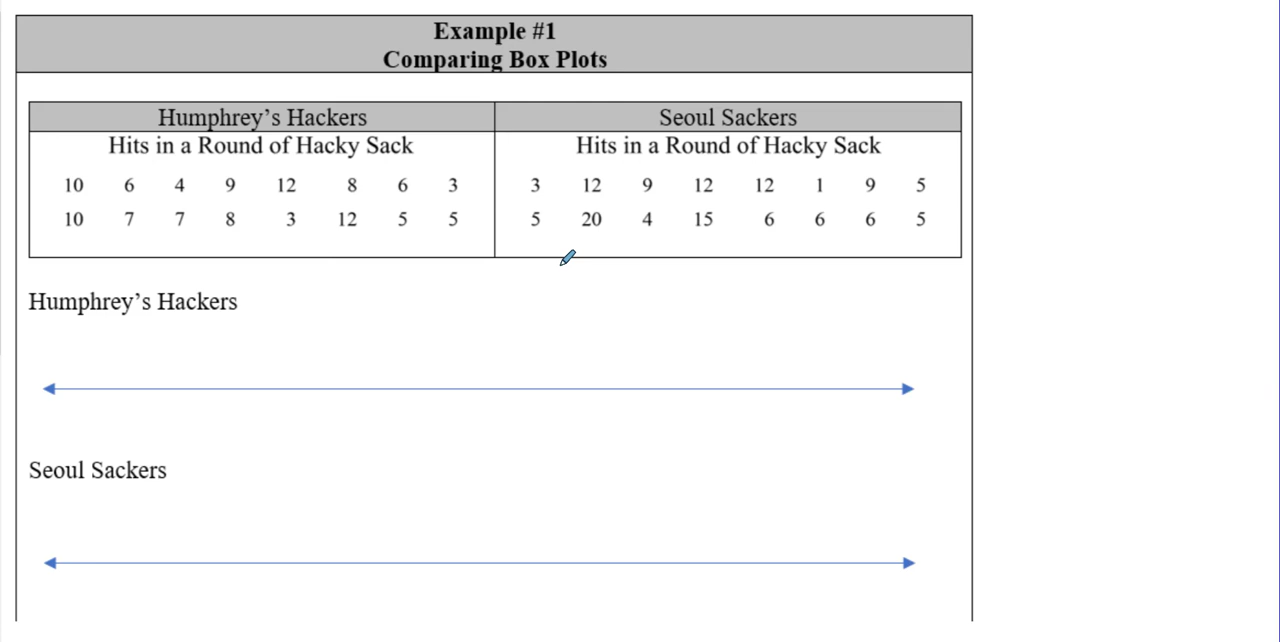 Example #1
Comparing Box Plots
Humphrey's Hackers
Hits in a Round of Hacky Sack
10 6 4 9 12 8 6 3
10 7 7 8 3 12 5 5
Seoul Sackers
Hits in a Round of Hacky Sack
3 12 9 12 12 1 9 5
5 20 4 15 6 6 6 5
Humphrey's Hackers
Seoul Sackers